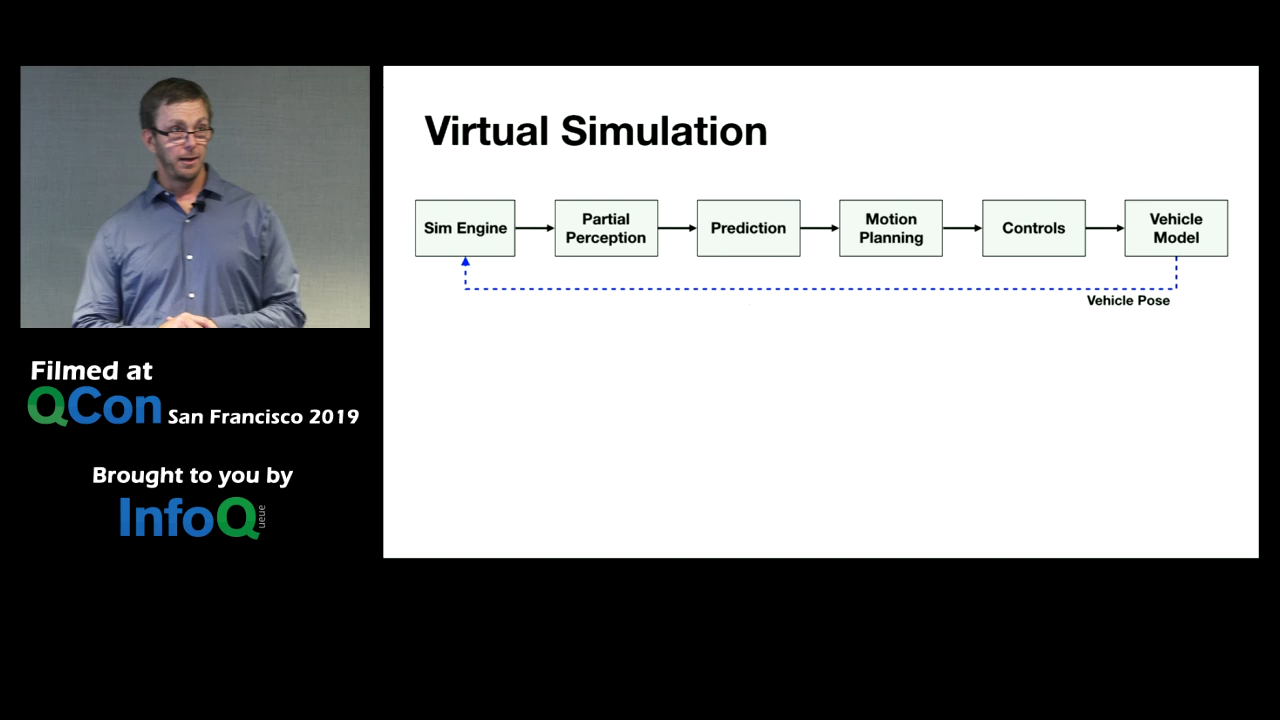 Virtual Simulation
Sim Engine
Partial
Perception
Prediction
Motion
Planning
Controls
Vehicle
Model
Vehicle Pose
Filmed at
QCon San Francisco 2019
Brought to you by
InfoQ
ueue